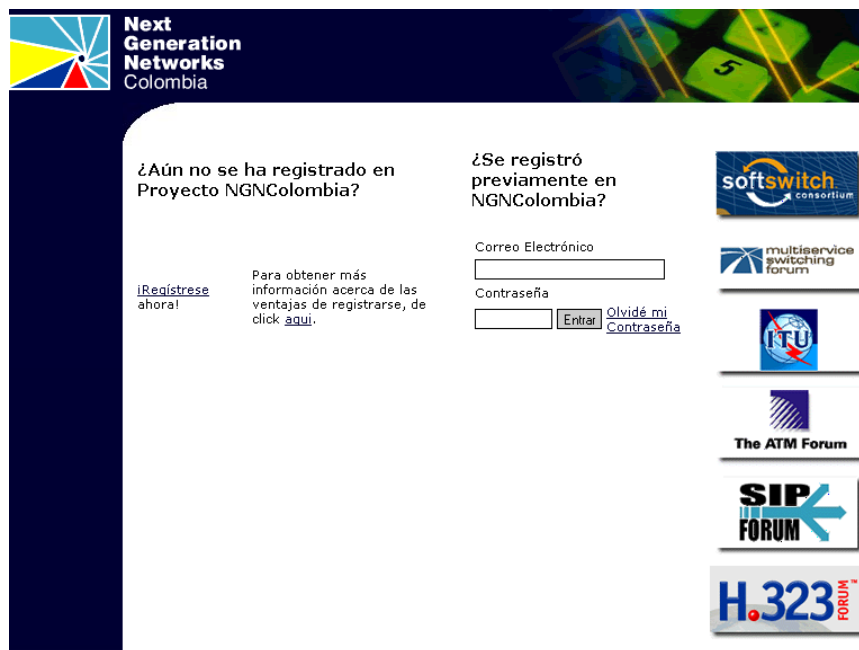 Next
Generation
Networks
Colombia
5
¿Aún no se ha registrado en
Proyecto NGNColombia?
¡Regístrese
ahora!
Para obtener más
información acerca de las
ventajas de registrarse, de
click aqui.
¿Se registró
previamente en
NGNColombia?
Correo Electrónico
Contraseña
Entrar
Olvidé mi
Contraseña
softswitch
consortium
multiservice
switching
forum
ITU
The ATM Forum
SIP
FORUM
H.323 FORUM™